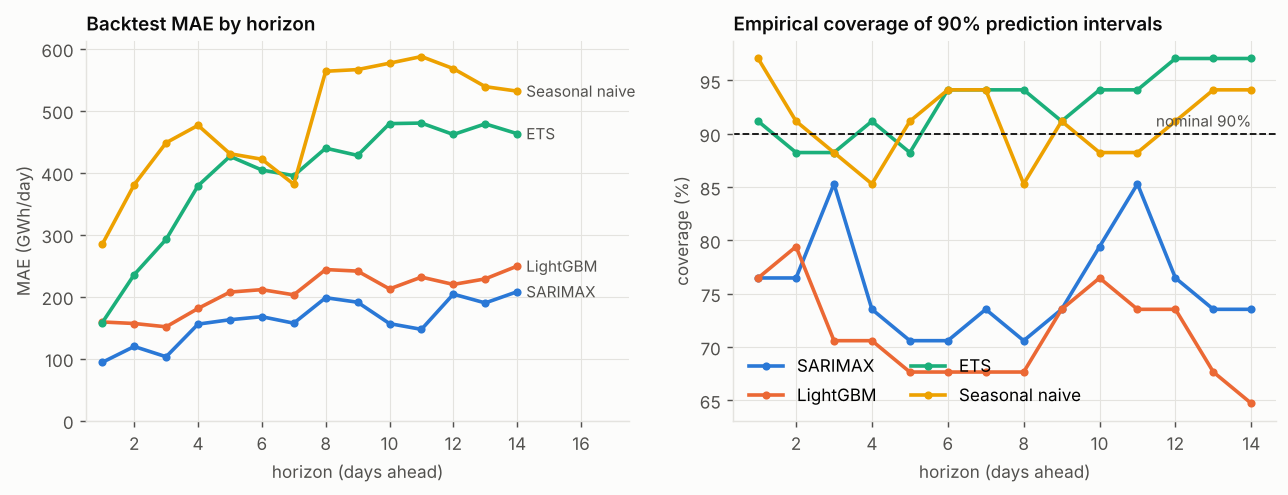 Backtest MAE by horizon
MAE (GWh/day)
600
500
400
300
200
100
0
Seasonal naive
ETS
LightGBM
SARIMAX
2 4 6 8 10 12 14 16
horizon (days ahead)
Empirical coverage of 90% prediction intervals
coverage (%)
95
90
85
80
75
70
65
nominal 90%
SARIMAX ETS
LightGBM Seasonal naive
2 4 6 8 10 12 14
horizon (days ahead)